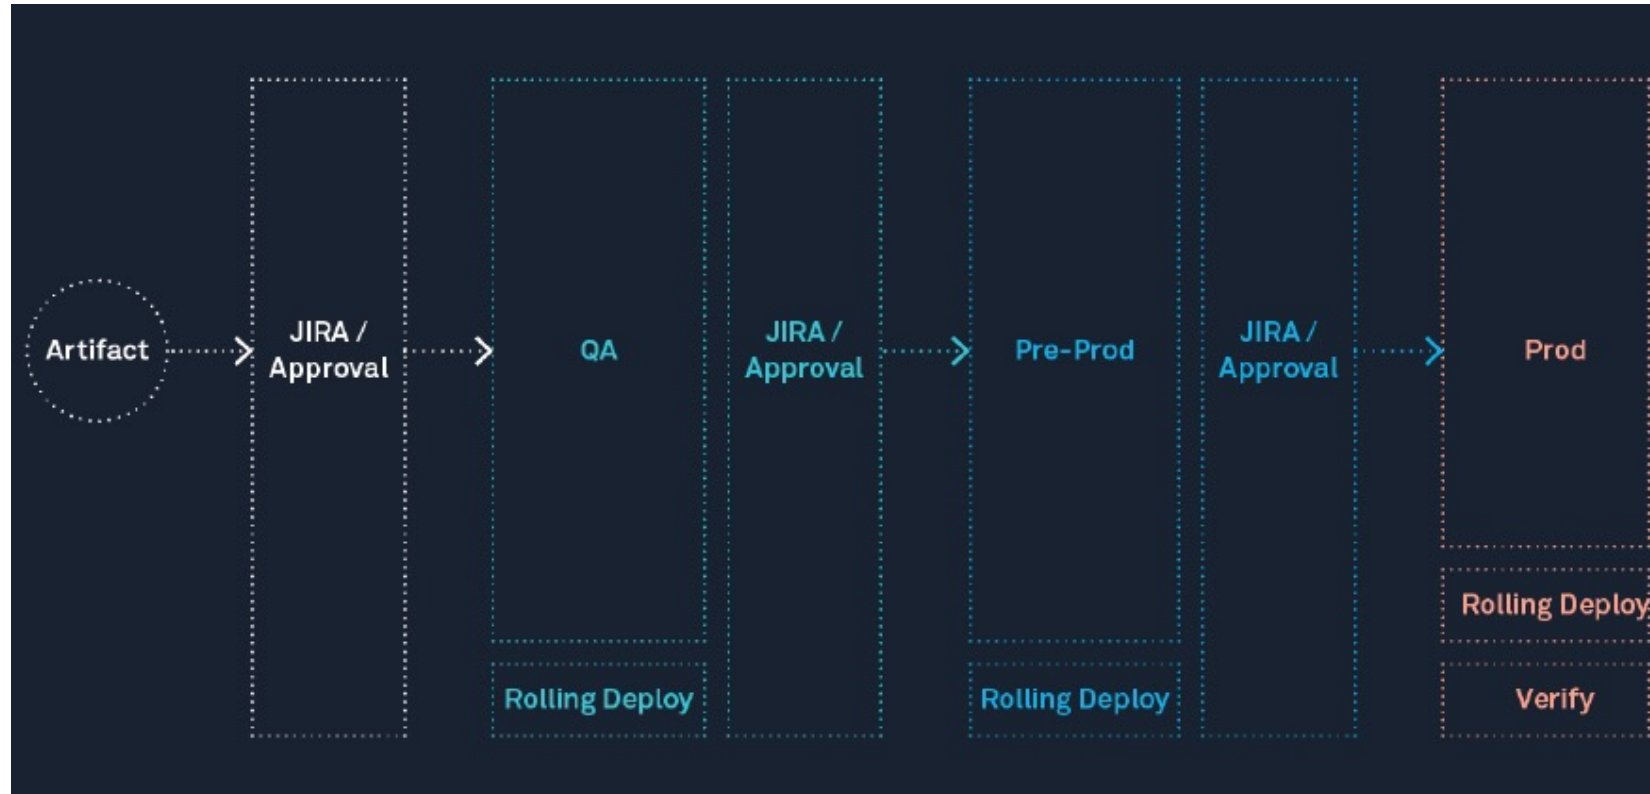 Artifact
JIRA /
Approval
QA
Rolling Deploy
JIRA /
Approval
Pre-Prod
Rolling Deploy
JIRA /
Approval
Prod
Rolling Deploy
Verify